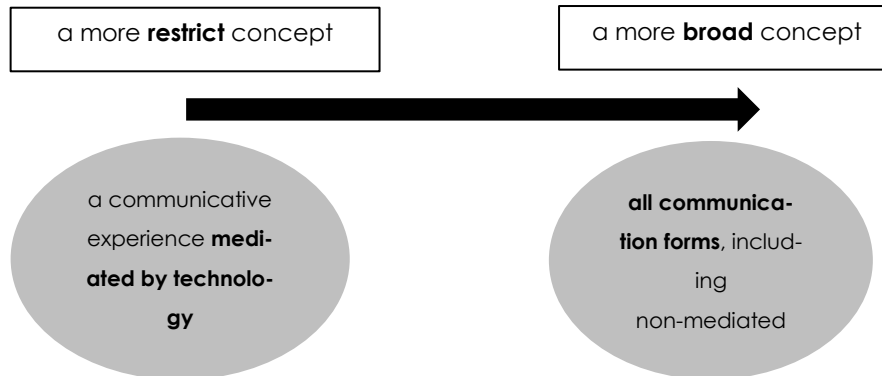 a more restrict concept
a more broad concept
a communicative
experience medi-
ated by technolo-
gy
all communica-
tion forms, includ-
ing
non-mediated